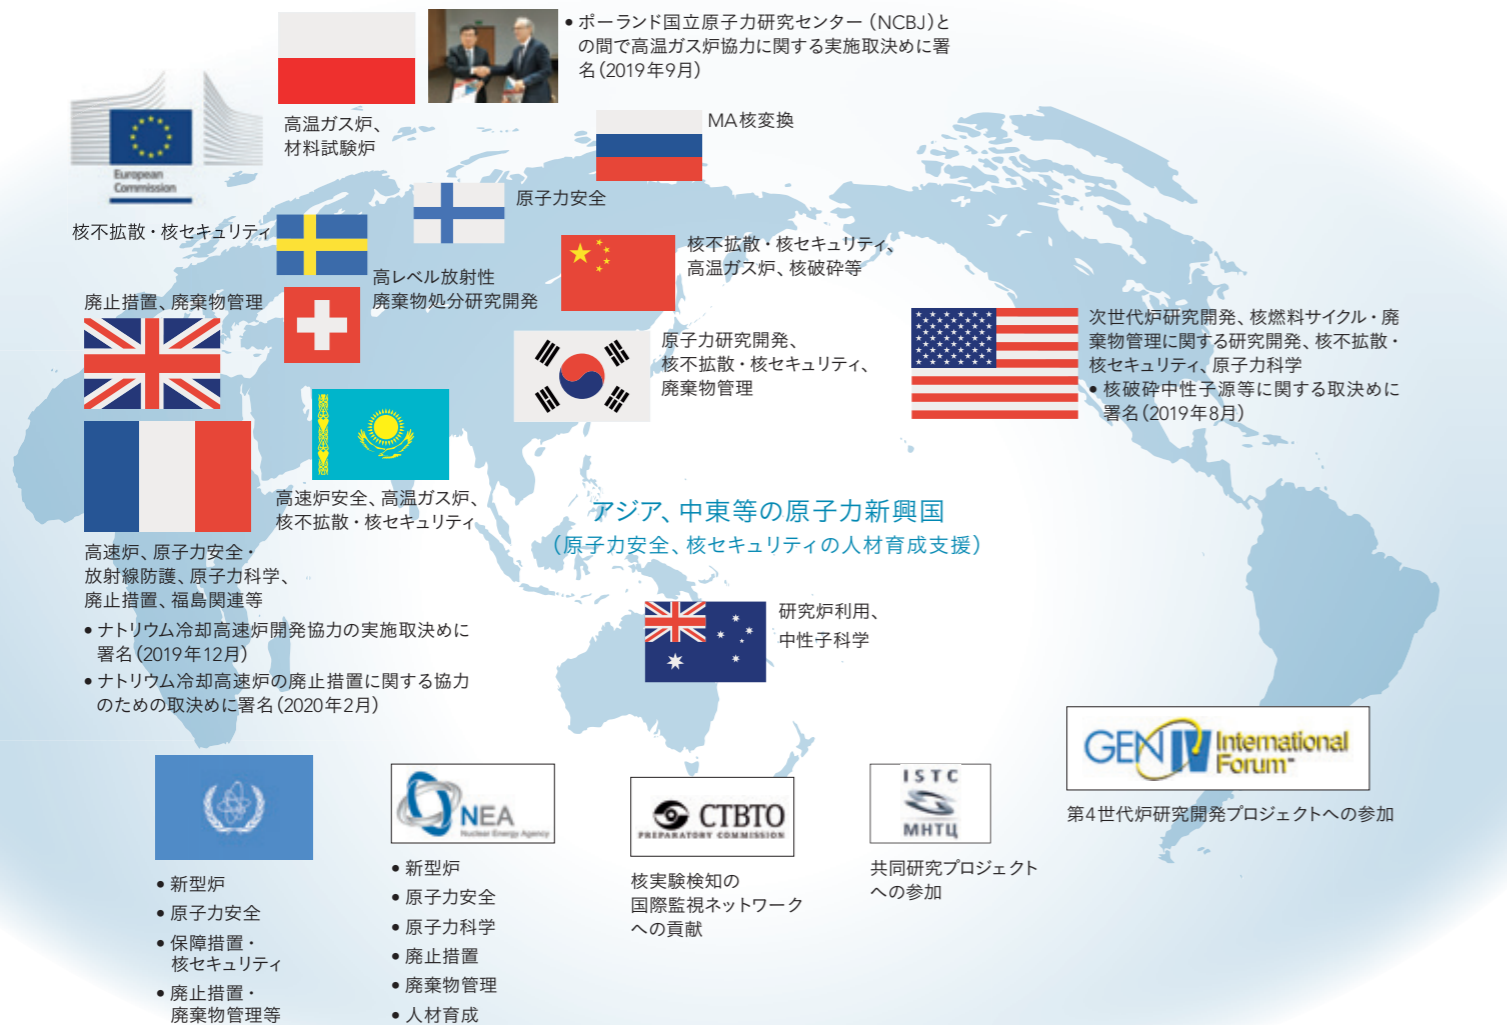 • ポーランド国立原子力研究センター（NCBJ）と
の間で高温ガス炉協力に関する実施取決めに署
名（2019年9月）
高温ガス炉、
材料試験炉
European
Commission
核不拡散・核セキュリティ
MA核変換
原子力安全
高レベル放射性
廃棄物処分研究開発
核不拡散・核セキュリティ、
高温ガス炉、核破砕等
廃止措置、廃棄物管理
原子力研究開発、
核不拡散・核セキュリティ、
廃棄物管理
次世代炉研究開発、核燃料サイクル・廃
棄物管理に関する研究開発、核不拡散・
核セキュリティ、原子力科学
• 核破砕中性子源等に関する取決めに
署名（2019年8月）
高速炉安全、高温ガス炉、
核不拡散・核セキュリティ
アジア、中東等の原子力新興国
（原子力安全、核セキュリティの人材育成支援）
高速炉、原子力安全・
放射線防護、原子力科学、
廃止措置、福島関連等
• ナトリウム冷却高速炉開発協力の実施取決めに
署名（2019年12月）
• ナトリウム冷却高速炉の廃止措置に関する協力
のための取決めに署名（2020年2月）
研究炉利用、
中性子科学
• 新型炉
• 原子力安全
• 保障措置・
核セキュリティ
• 廃止措置・
廃棄物管理等
NEA
Nuclear Energy Agency
• 新型炉
• 原子力安全
• 原子力科学
• 廃止措置
• 廃棄物管理
• 人材育成
CTBTO
PREPARATORY COMMISSION
核実験検知の
国際監視ネットワーク
への貢献
ISTC
МНТЦ
共同研究プロジェクト
への参加
GEN IV International
Forum™
第4世代炉研究開発プロジェクトへの参加